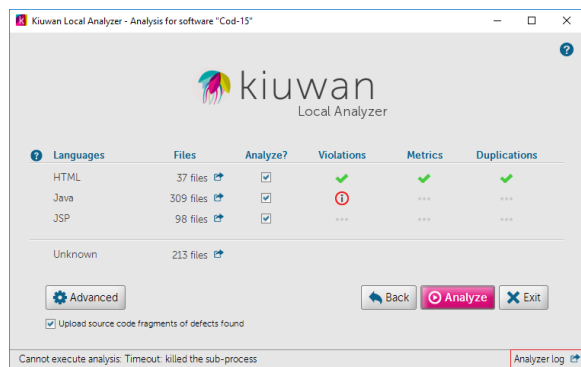 Kiuwan Local Analyzer - Analysis for software "Cod-15"
kiuwan
Local Analyzer
Languages Files Analyze? Violations Metrics Duplications
HTML 37 files
Java 309 files
JSP 98 files
Unknown 213 files
Advanced Back Analyze Exit
Upload source code fragments of defects found
Cannot execute analysis: Timeout: killed the sub-process Analyzer log